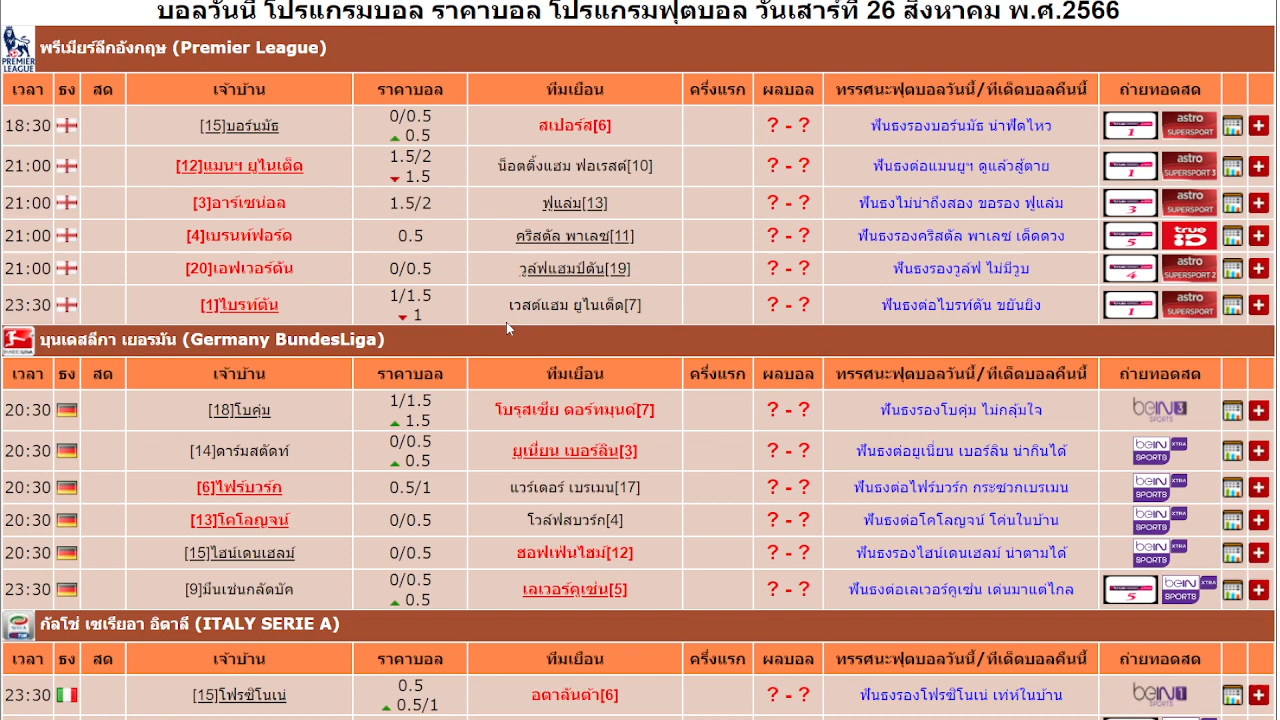 บอลวันนี้ โปรแกรมบอล ราคาบอล โปรแกรมฟุตบอล วันเสาร์ที่ 26 สิงหาคม พ.ศ.2566
PREMIER LEAGUE พรีเมียร์ลีกอังกฤษ (Premier League)
เวลา ธง สด เจ้าบ้าน ราคาบอล ทีมเยือน ครึ่งแรก ผลบอล ทรรศนะฟุตบอลวันนี้/ทีเด็ดบอลคืนนี้ ถ่ายทอดสด
18:30 [15]บอร์นมัธ 0/0.5 0.5 สเปอร์ส[6] ? - ? ฟันธงรองบอร์นมัธ น่าฟัดไหว 1 astro SUPERSPORT
21:00 [12]แมนฯ ยูไนเต็ด 1.5/2 1.5 น็อตติ้งแฮม ฟอเรสต์[10] ? - ? ฟันธงต่อแมนยูฯ ดูแล้วสู้ตาย 1 astro SUPERSPORT 3
21:00 [3]อาร์เซน่อล 1.5/2 ฟูแล่ม[13] ? - ? ฟันธงไม่น่าถึงสอง ขอรอง ฟูแล่ม 3 astro SUPERSPORT
21:00 [4]เบรนท์ฟอร์ด 0.5 คริสตัล พาเลซ[11] ? - ? ฟันธงรองคริสตัล พาเลซ เด็ดดวง 5 true iD
21:00 [20]เอฟเวอร์ตัน 0/0.5 วูล์ฟแฮมป์ตัน[19] ? - ? ฟันธงรองวูล์ฟ ไม่มีวูบ 4 astro SUPERSPORT 2
23:30 [1]ไบรท์ตัน 1/1.5 1 เวสต์แฮม ยูไนเต็ด[7] ? - ? ฟันธงต่อไบรท์ตัน ขยันยิง 1 astro SUPERSPORT
บุนเดสลีกา เยอรมัน (Germany BundesLiga)
เวลา ธง สด เจ้าบ้าน ราคาบอล ทีมเยือน ครึ่งแรก ผลบอล ทรรศนะฟุตบอลวันนี้/ทีเด็ดบอลคืนนี้ ถ่ายทอดสด
20:30 [18]โบคุ่ม 1/1.5 1.5 โบรุสเซีย ดอร์ทมุนด์[7] ? - ? ฟันธงรองโบคุ่ม ไม่กลุ้มใจ beIN SPORTS 3
20:30 [14]ดาร์มสตัดท์ 0/0.5 0.5 ยูเนี่ยน เบอร์ลิน[3] ? - ? ฟันธงต่อยูเนี่ยน เบอร์ลิน น่ากินได้ beIN SPORTS XTRA
20:30 [6]ไฟร์บวร์ก 0.5/1 แวร์เดอร์ เบรเมน[17] ? - ? ฟันธงต่อไฟร์บวร์ก กระซวกเบรเมน beIN SPORTS XTRA
20:30 [13]โคโลญจน์ 0/0.5 โวล์ฟสบวร์ก[4] ? - ? ฟันธงต่อโคโลญจน์ โค่นในบ้าน beIN SPORTS XTRA
20:30 [15]ไฮน์เดนเฮลม์ 0/0.5 ฮอฟเฟ่นไฮม์[12] ? - ? ฟันธงรองไฮน์เดนเฮลม์ น่าตามได้ beIN SPORTS XTRA
23:30 [9]มึนเช่นกลัดบัค 0/0.5 0.5 เลเวอร์คูเซ่น[5] ? - ? ฟันธงต่อเลเวอร์คูเซ่น เด่นมาแต่ไกล 5 beIN SPORTS XTRA
กัลโช่ เซเรียอา อิตาลี (ITALY SERIE A)
เวลา ธง สด เจ้าบ้าน ราคาบอล ทีมเยือน ครึ่งแรก ผลบอล ทรรศนะฟุตบอลวันนี้/ทีเด็ดบอลคืนนี้ ถ่ายทอดสด
23:30 [15]โฟรซิโนเน่ 0.5 0.5/1 อตาลันต้า[6] ? - ? ฟันธงรองโฟรซิโนเน่ เท่ห์ในบ้าน beIN SPORTS 1